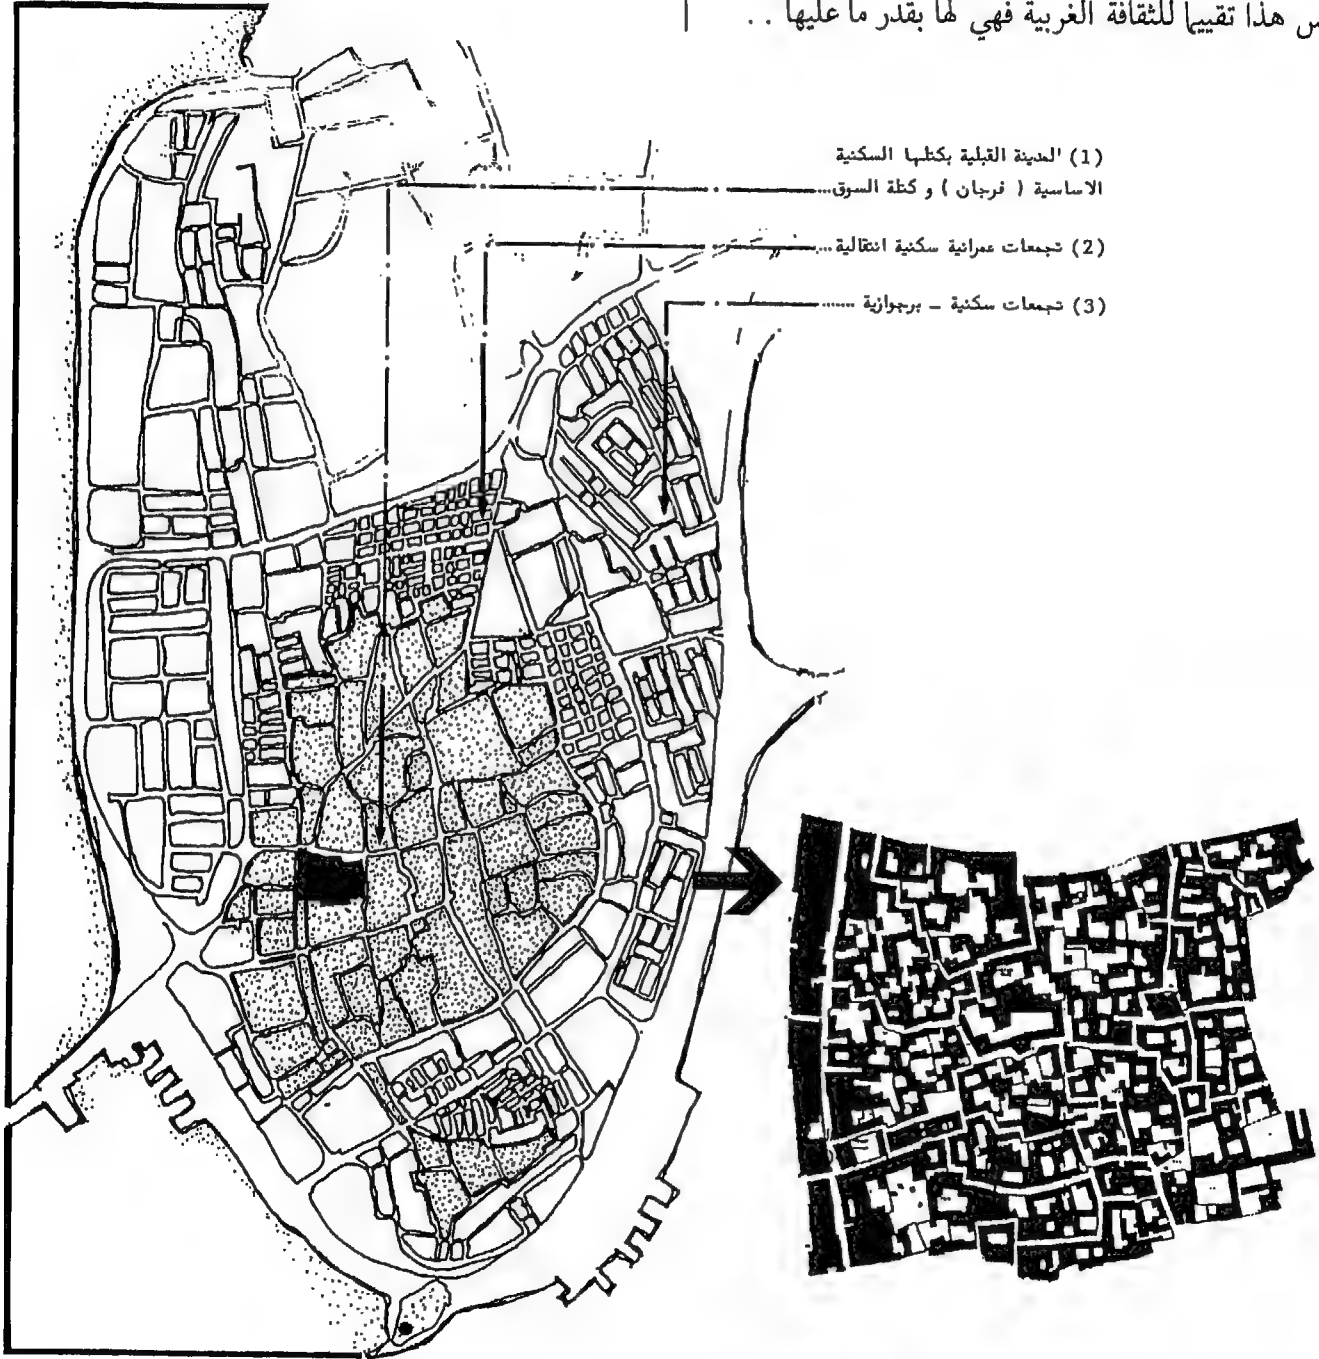 س هذا تقييما للثقافة الغربية فهي لها بقدر ما عليها . .
(1) المدينة القبلية بكتلها السكنية
الاساسية ( فرجان ) و كتلة السوق....
(2) تجمعات عمرانية سكنية انتقالية...
(3) تجمعات سكنية – برجوازية .......